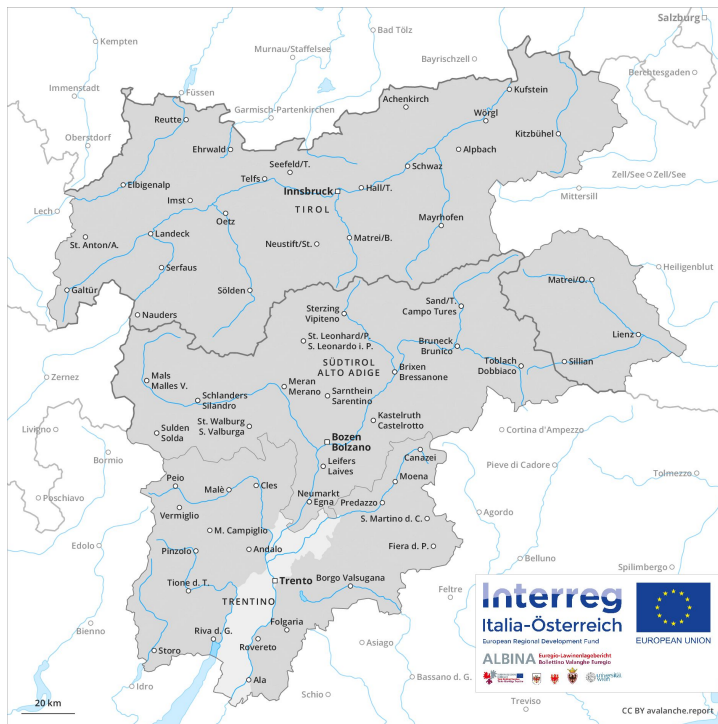 Salzburg
Kempten
Bad Tölz
Murnau/Staffelsee
Bayrischzell
Berchtesgaden
Immenstadt
Füssen
Garmisch-Partenkirchen
Achenkirch
Kufstein
Reutte
Wörgl
Oberstdorf
Ehrwald
Kitzbühel
Alpbach
Seefeld/T.
Schwaz
Telfs
Zell/See
Zell/See
Elbigenalp
Innsbruck
Hall/T.
Mittersill
Imst
TIROL
Lech
Oetz
Mayrhofen
Landeck
St. Anton/A.
Neustift/St.
Matrei/B.
Serfaus
Heiligenblut
Galtür
Sölden
Matrei/O.
Nauders
Sterzing
Vipiteno
Sand/T.
Campo Tures
Lienz
St. Leonhard/P.
S. Leonardo i. P.
Bruneck
Brunico
SÜDTIROL
ALTO ADIGE
Toblach
Dobbiaco
Sillian
Zernez
Mals
Malles V.
Meran
Merano
Brixen
Bressanone
Schlanders
Silandro
Sarnthein
Sarentino
Livigno
Sulden
Solda
St. Walburg
S. Valburga
Kastelruth
Castelrotto
Cortina d'Ampezzo
Bozen
Bolzano
Bormio
Canazei
Leifers
Laives
Pieve di Cadore
Tolmezzo
Poschiavo
Peio
Malè
Cles
Moena
Neumarkt
Egna
Predazzo
Vermiglio
Agordo
S. Martino d. C.
M. Campiglio
Edolo
Pinzolo
Andalo
Fiera d. P.
Belluno
Spilimbergo
Tione d. T.
Trento
Borgo Valsugana
Feltre
TRENTINO
Bienno
Riva d. G.
Folgaria
Rovereto
Asiago
Storo
Idro
Ala
Schio
Bassano d. G.
Treviso
Interreg
Italia-Österreich
European Regional Development Fund
EUROPEAN UNION
ALBINA
Euregio-Lawinenlagebericht
Bollettino Valanghe Euregio
universität
wien
20 km
CC BY avalanche.report